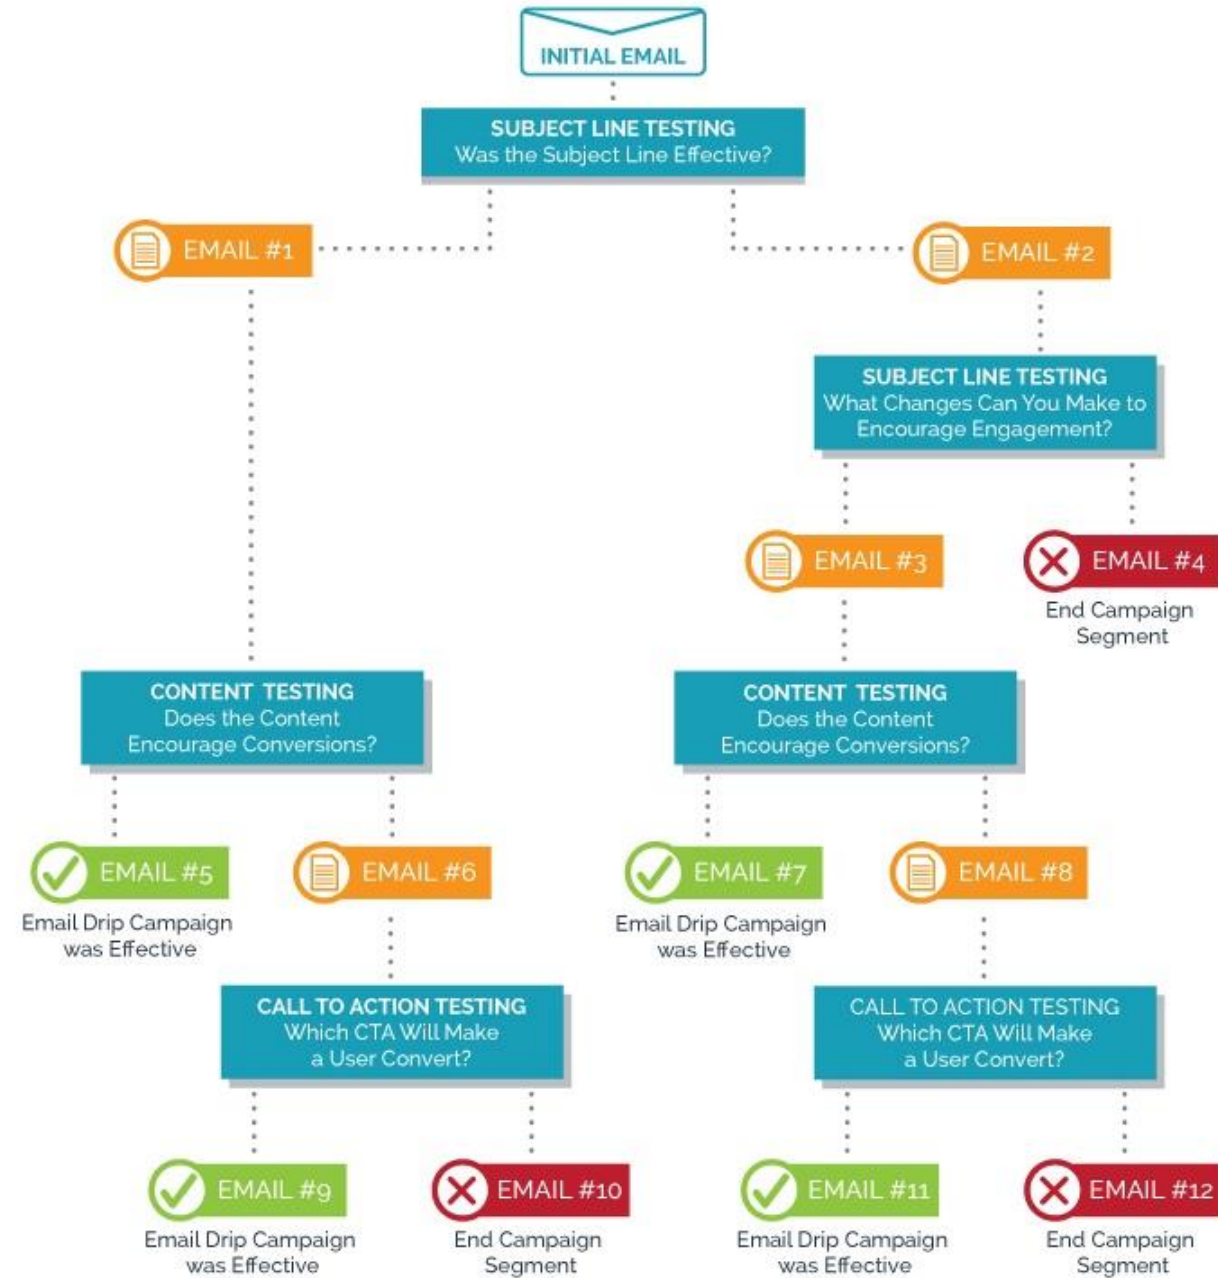 INITIAL EMAIL
SUBJECT LINE TESTING
Was the Subject Line Effective?
EMAIL #1
EMAIL #2
SUBJECT LINE TESTING
What Changes Can You Make to
Encourage Engagement?
EMAIL #3
EMAIL #4
End Campaign
Segment
CONTENT TESTING
Does the Content
Encourage Conversions?
CONTENT TESTING
Does the Content
Encourage Conversions?
EMAIL #5
Email Drip Campaign
was Effective
EMAIL #6
EMAIL #7
Email Drip Campaign
was Effective
EMAIL #8
CALL TO ACTION TESTING
Which CTA Will Make
a User Convert?
CALL TO ACTION TESTING
Which CTA Will Make
a User Convert?
EMAIL #9
Email Drip Campaign
was Effective
EMAIL #10
End Campaign
Segment
EMAIL #11
Email Drip Campaign
was Effective
EMAIL #12
End Campaign
Segment